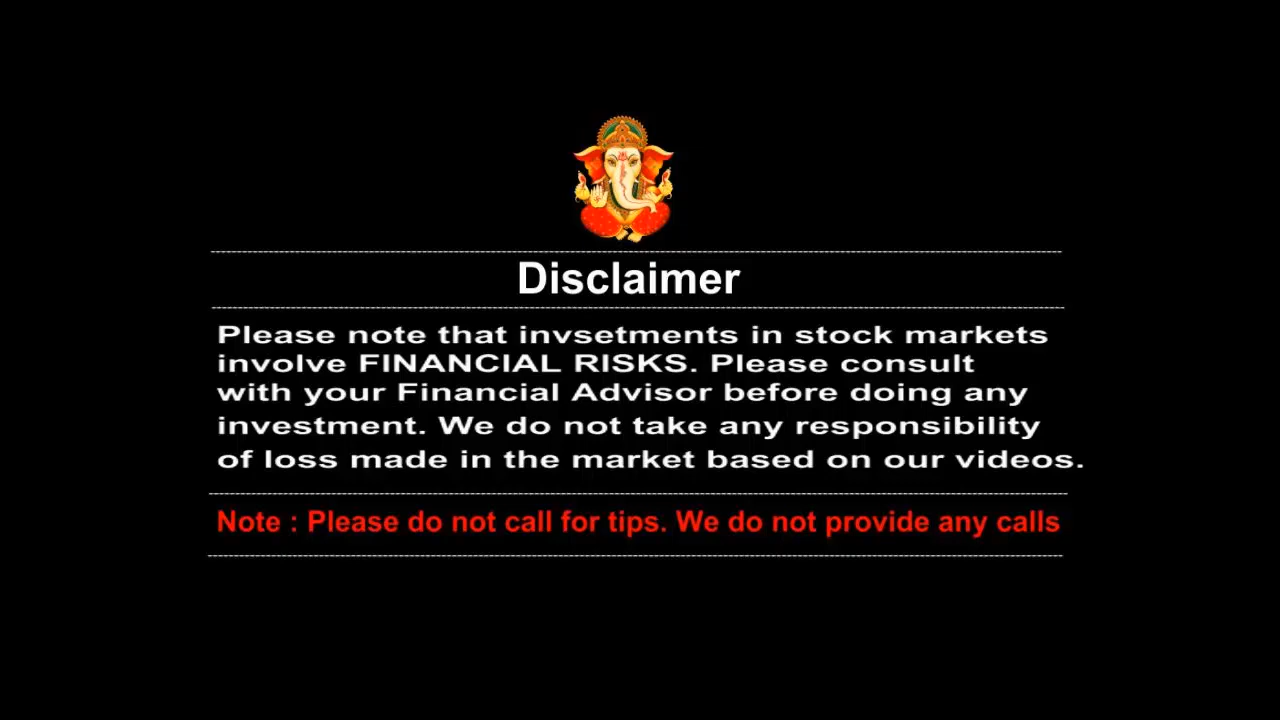 Disclaimer
Please note that invsetments in stock markets
involve FINANCIAL RISKS. Please consult
with your Financial Advisor before doing any
investment. We do not take any responsibility
of loss made in the market based on our videos.
Note : Please do not call for tips. We do not provide any calls